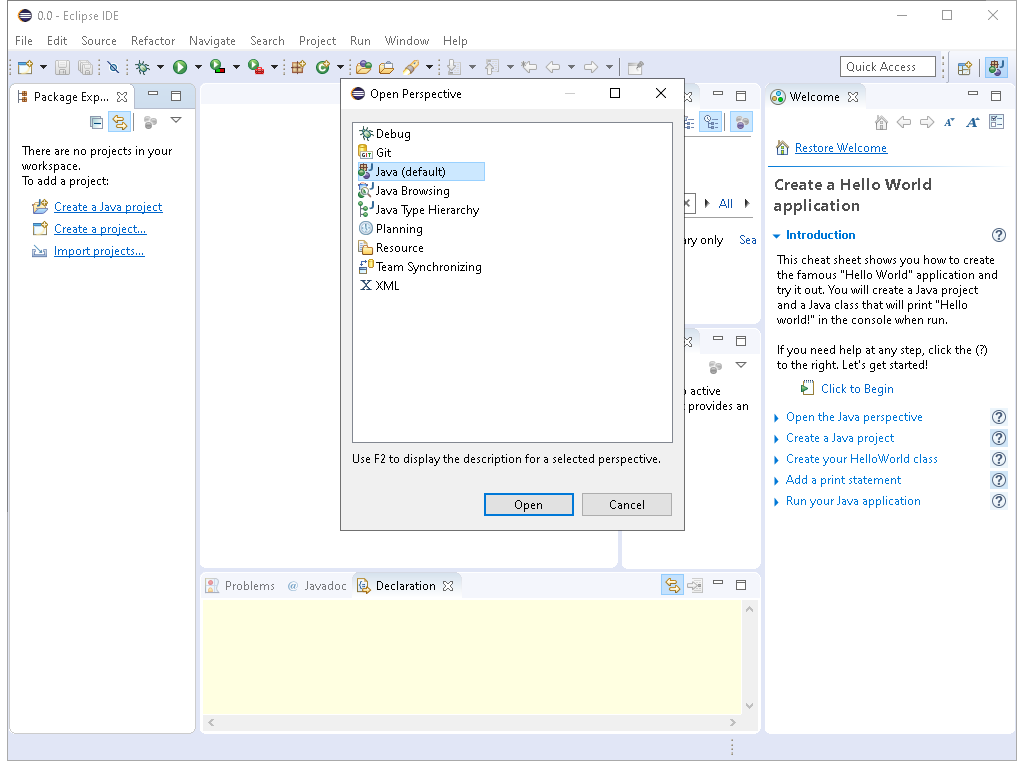 0.0 - Eclipse IDE
File Edit Source Refactor Navigate Search Project Run Window Help
Quick Access
Package Exp...
There are no projects in your
workspace.
To add a project:
Create a Java project
Create a project...
Import projects...
Open Perspective
Debug
Git
Java (default)
Java Browsing
Java Type Hierarchy
Planning
Resource
Team Synchronizing
XML
Use F2 to display the description for a selected perspective.
Open Cancel
All
only
active
provides an
Problems @ Javadoc Declaration
Welcome
Restore Welcome
Create a Hello World
application
Introduction
This cheat sheet shows you how to create
the famous "Hello World" application and
try it out. You will create a Java project
and a Java class that will print "Hello
world!" in the console when run.
If you need help at any step, click the (?)
to the right. Let's get started!
Click to Begin
Open the Java perspective
Create a Java project
Create your HelloWorld class
Add a print statement
Run your Java application